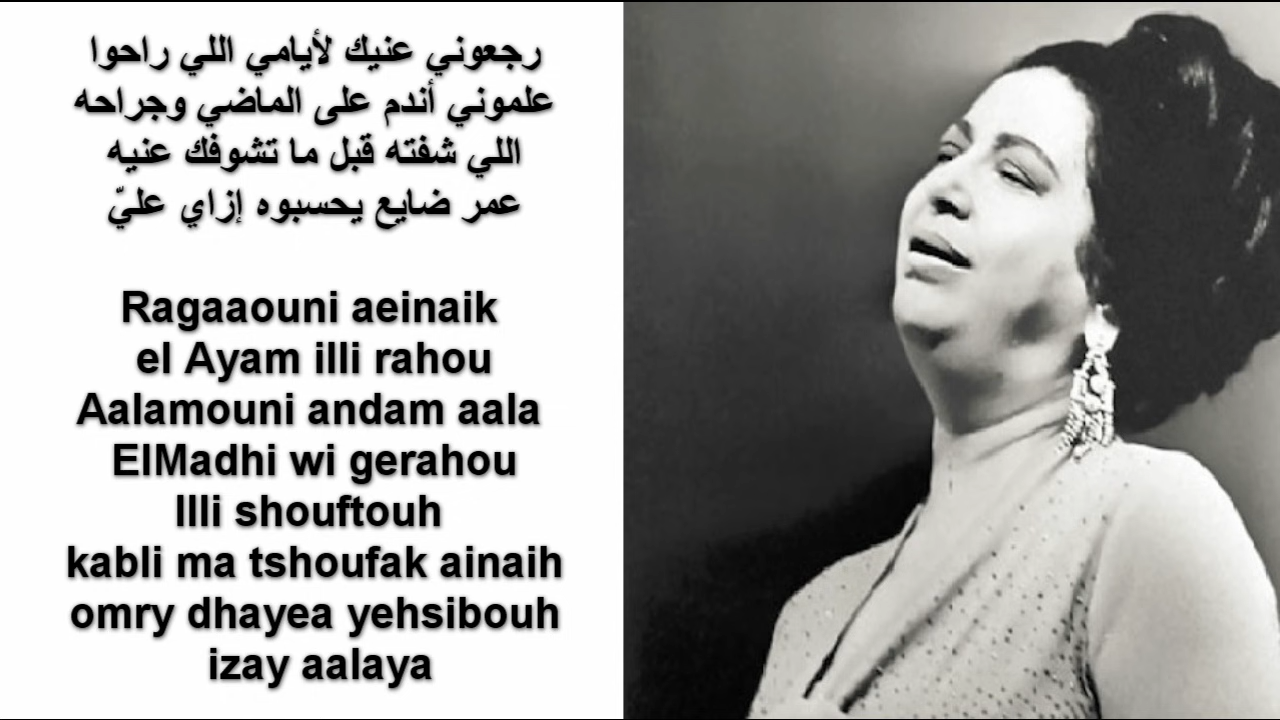 رجعوني عنيك لأيامي اللي راحوا
علموني أندم على الماضي وجراحه
اللي شفته قبل ما تشوفك عنيه
عمر ضايع يحسبوه إزاي عليّ
Ragaaouni aeinaik
el Ayam illi rahou
Aalamouni andam aala
ElMadhi wi gerahou
Illi shouftouh
kabli ma tshoufak ainaih
omry dhayea yehsibouh
izay aalaya